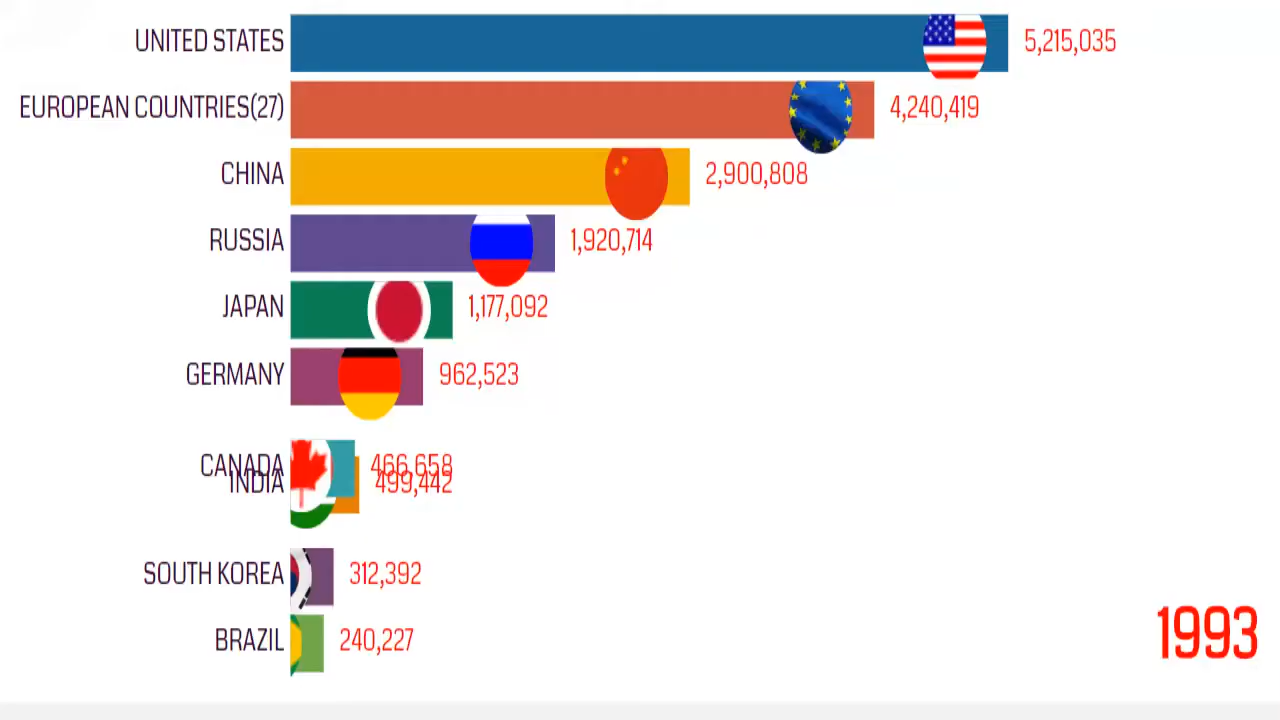 UNITED STATES 5,215,035
EUROPEAN COUNTRIES(27) 4,240,419
CHINA 2,900,808
RUSSIA 1,920,714
JAPAN 1,177,092
GERMANY 962,523
CANADA 466,658
INDIA 499,442
SOUTH KOREA 312,392
BRAZIL 240,227
1993